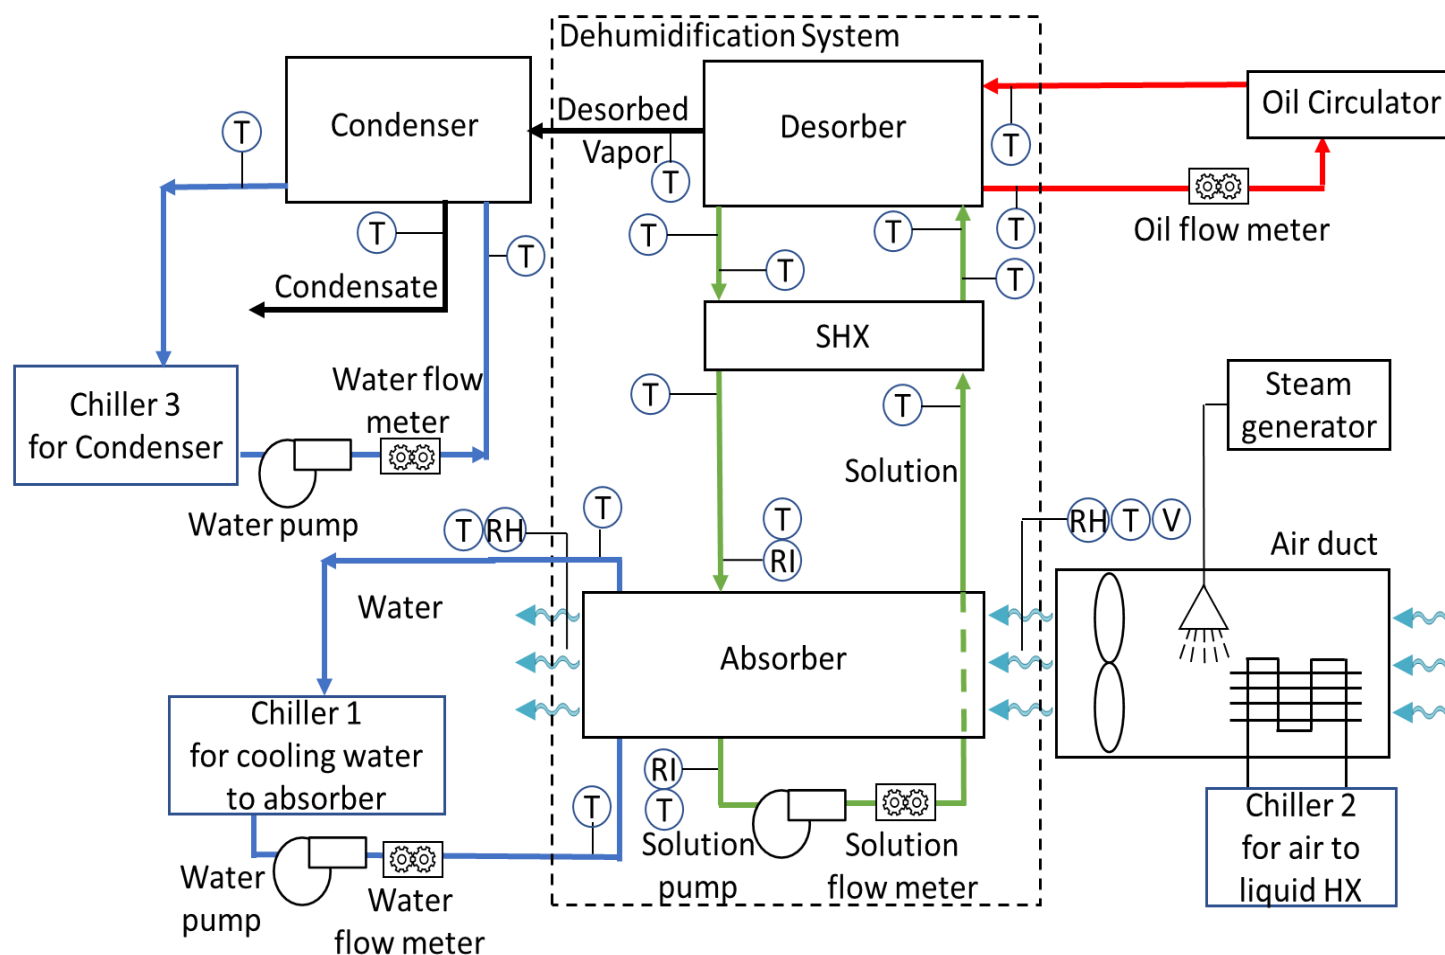 Dehumidification System
Condenser
Desorbed
Vapor
Desorber
Oil Circulator
T
T
T
T
T
Oil flow meter
T
T
T
T
T
T
Condensate
SHX
Chiller 3
for Condenser
Water flow
meter
T
T
Solution
Steam
generator
Water pump
T
RH
T
T
RI
RH
T
V
Air duct
Water
Absorber
Chiller 1
for cooling water
to absorber
RI
T
T
Solution
pump
Solution
flow meter
Chiller 2
for air to
liquid HX
Water
pump
Water
flow meter